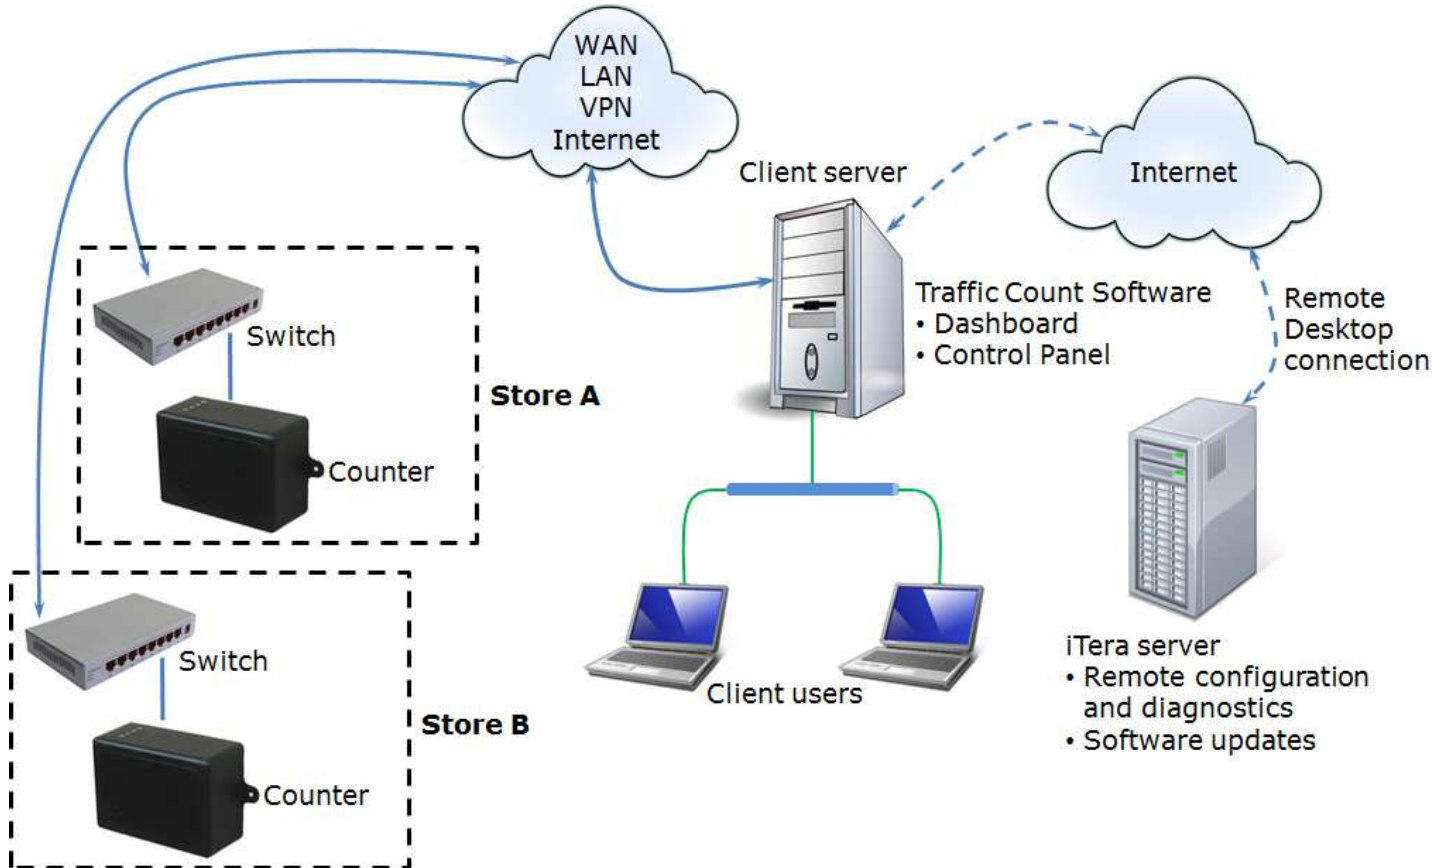 WAN
LAN
VPN
Internet
Client server
Internet
Traffic Count Software
• Dashboard
• Control Panel
Remote
Desktop
connection
Switch
Store A
Counter
Switch
Store B
Counter
Client users
iTera server
• Remote configuration
and diagnostics
• Software updates